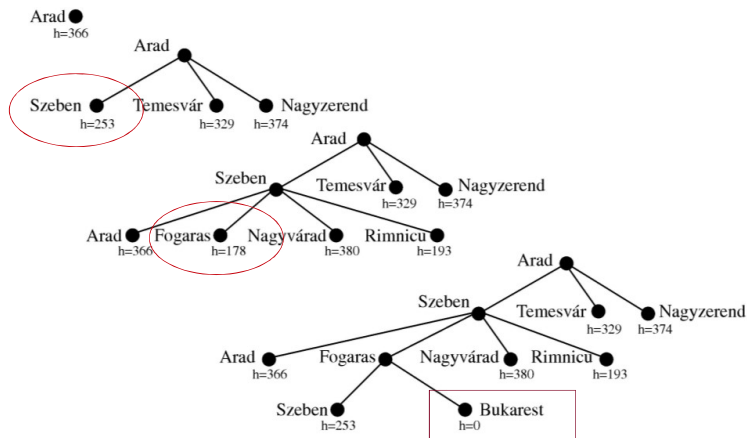 Arad
h=366
Arad
Szeben Temesvár Nagyzerend
h=253 h=329 h=374
Arad
Szeben Temesvár Nagyzerend
h=329 h=374
Arad Fogaras Nagyvárad Rimnicu
h=366 h=178 h=380 h=193
Arad
Szeben Temesvár Nagyzerend
h=329 h=374
Arad Fogaras Nagyvárad Rimnicu
h=366 h=380 h=193
Szeben Bukarest
h=253 h=0